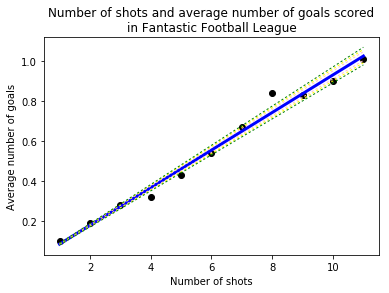 Number of shots and average number of goals scored
in Fantastic Football League
Average number of goals
1.0
0.8
0.6
0.4
0.2
2 4 6 8 10
Number of shots